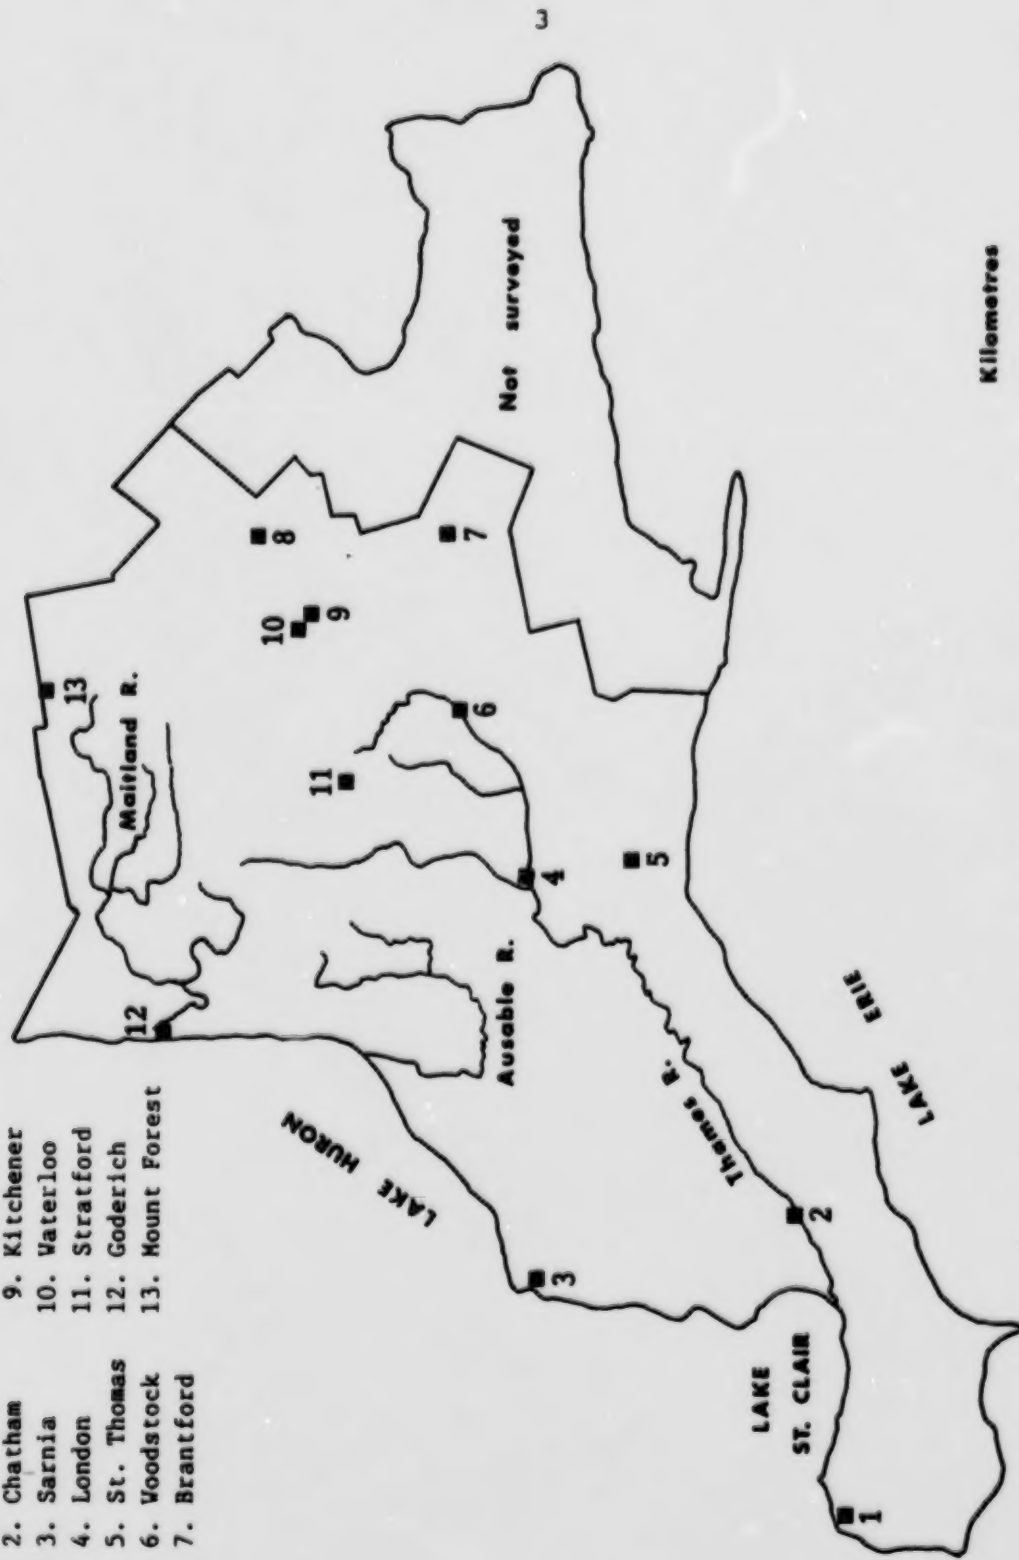 3
2. Chatham
3. Sarnia
4. London
5. St. Thomas
6. Woodstock
7. Brantford
9. Kitchener
10. Waterloo
11. Stratford
12. Goderich
13. Mount Forest
13
Maitland R.
12
8
10
9
11
7
6
LAKE HURON
Ausable R.
4
5
3
Thames R.
2
LAKE
ST. CLAIR
1
LAKE ERIE
Not surveyed
Kilometres